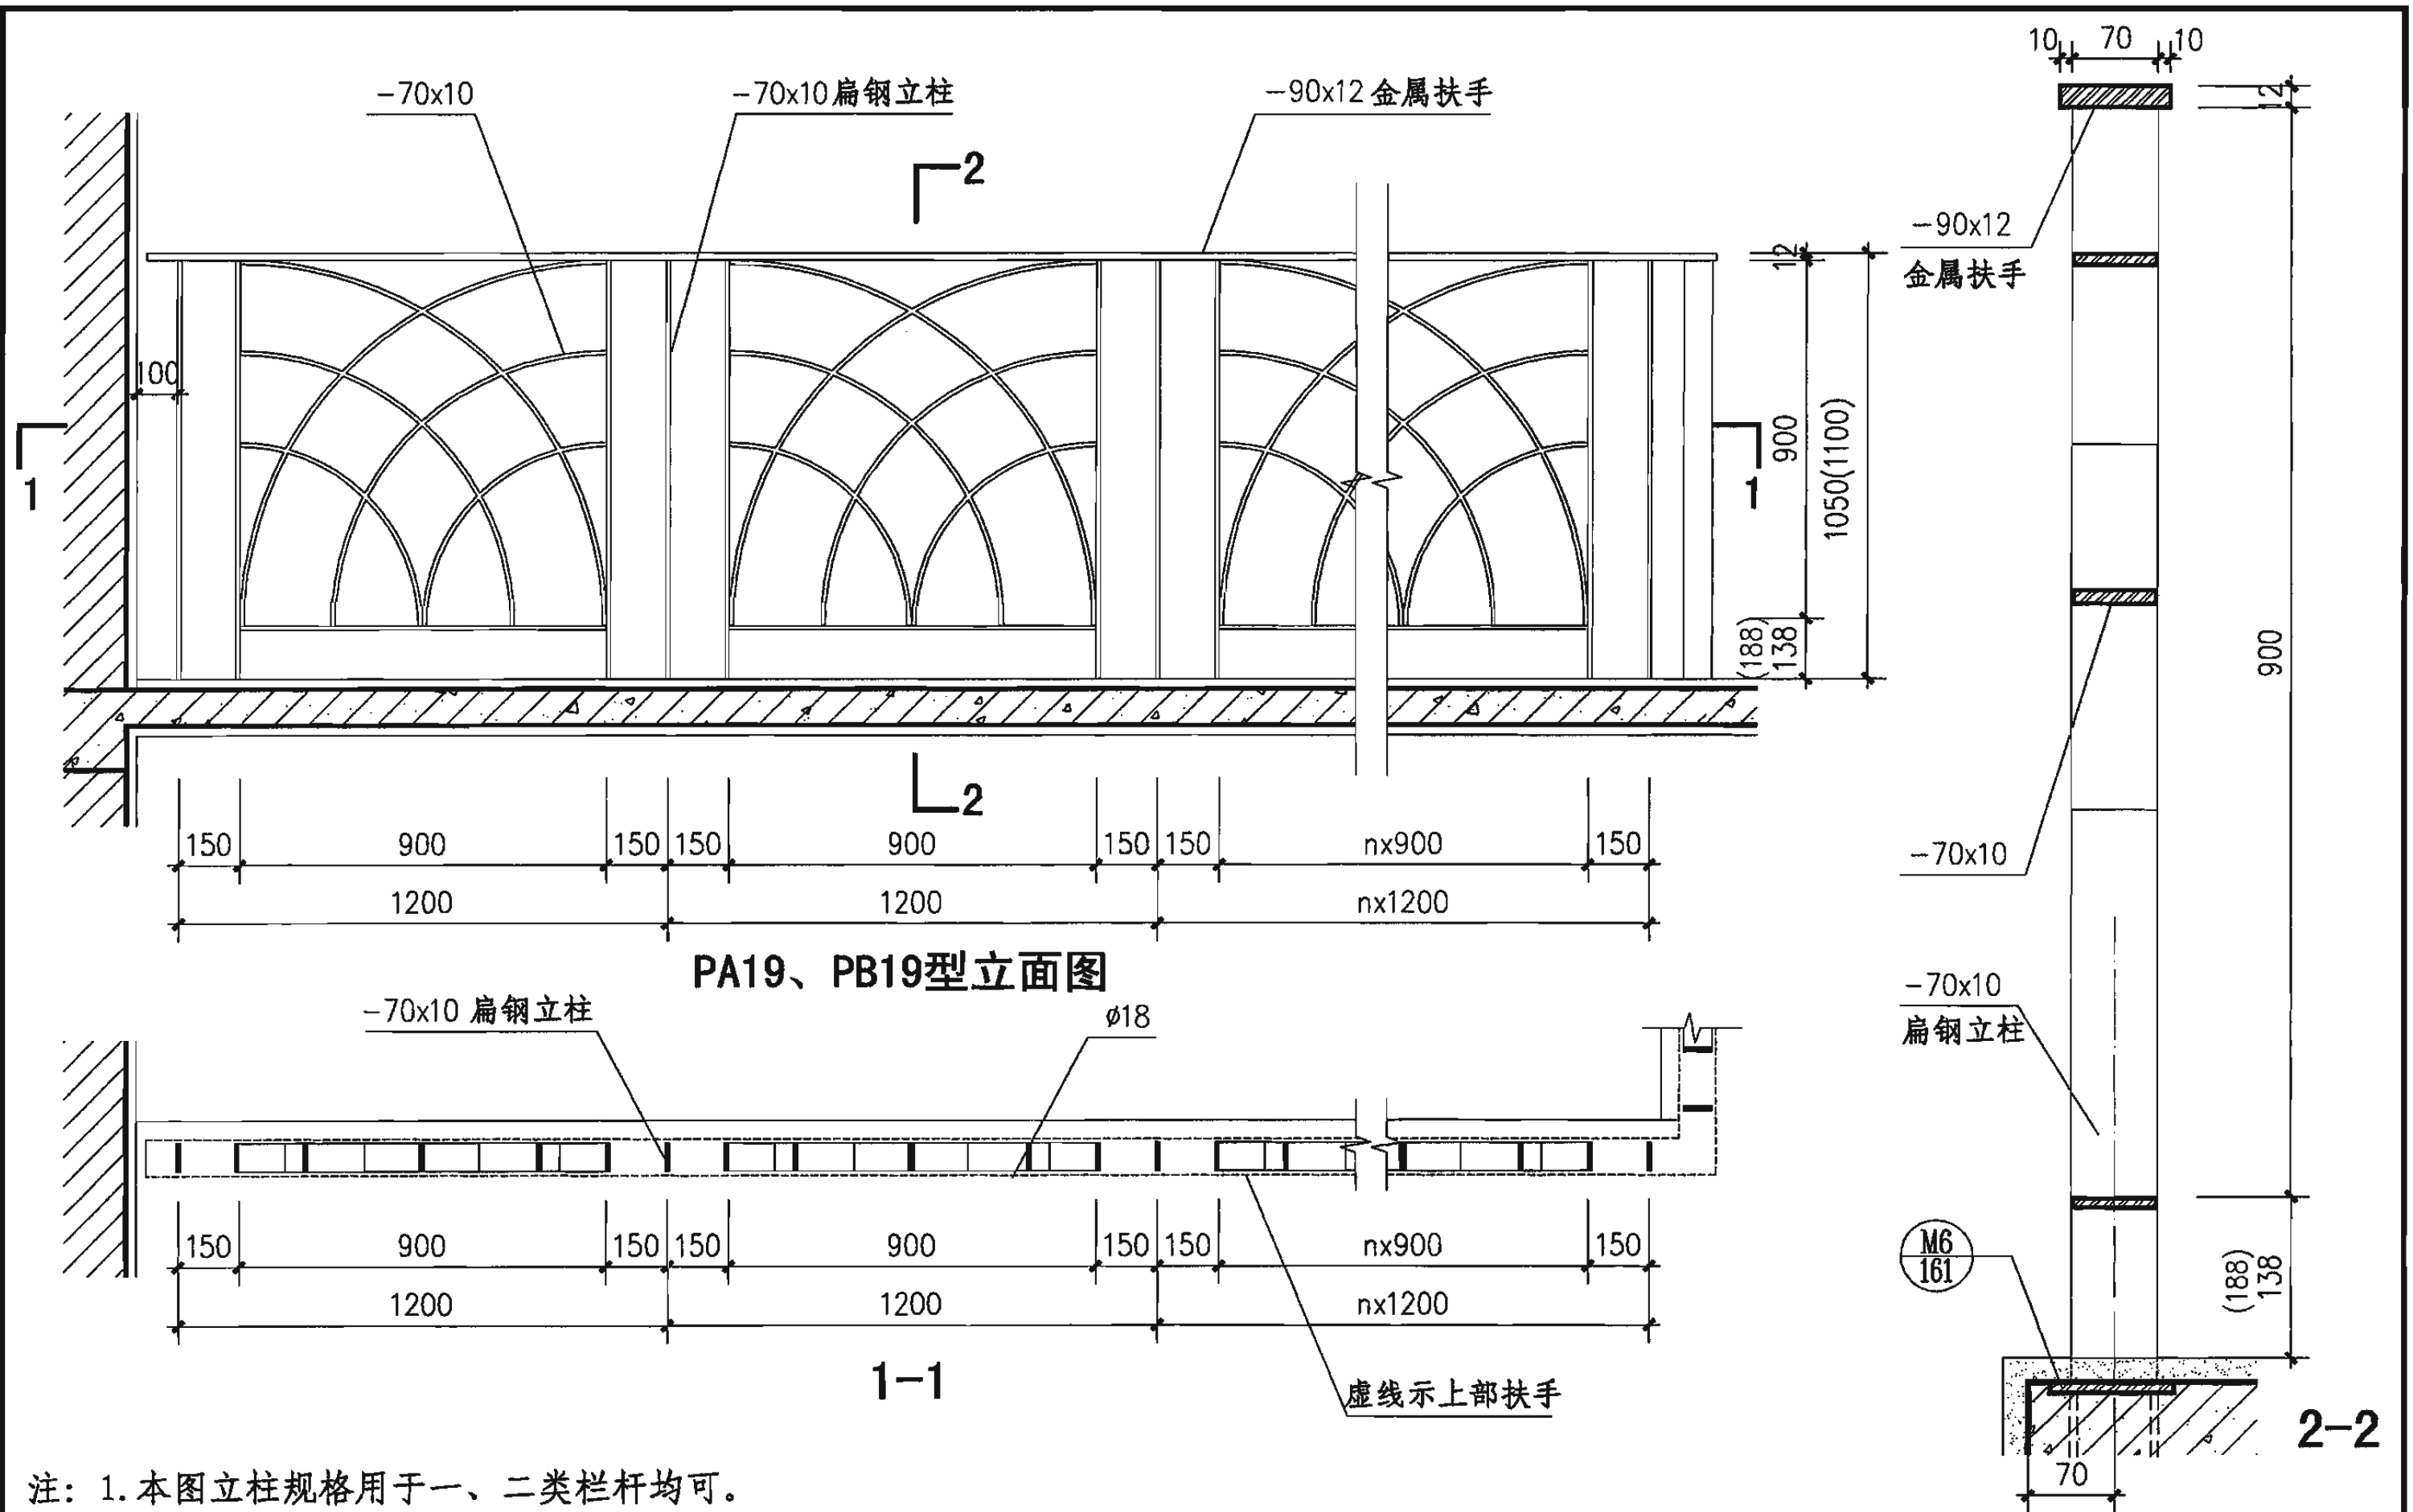 -70x10
-70x10扁钢立柱
-90x12金属扶手
2
100
1
1
12
900
(188)
138
1050(1100)
2
150 900 150 150 900 150 150 nx900 150
1200 1200 nx1200
PA19、PB19型立面图
-70x10 扁钢立柱
ø18
150 900 150 150 900 150 150 nx900 150
1200 1200 nx1200
1-1
虚线示上部扶手
10 70 10
12
-90x12
金属扶手
900
-70x10
-70x10
扁钢立柱
M6
161
(188)
138
70
2-2
注: 1.本图立柱规格用于一、二类栏杆均可。